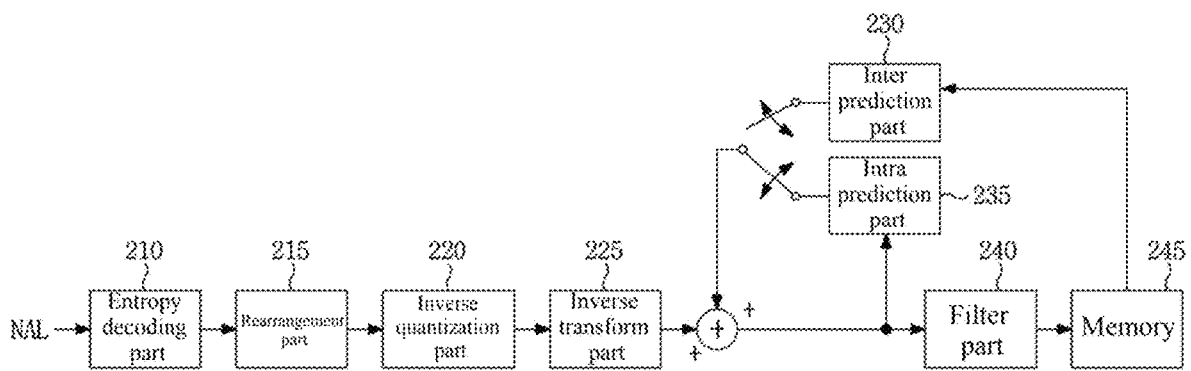 230
Inter
prediction
part
Intra
prediction
part
235
210
215
220
225
240
245
NAL
Entropy
decoding
part
Rearrangement
part
Inverse
quantization
part
Inverse
transform
part
+
+
+
Filter
part
Memory